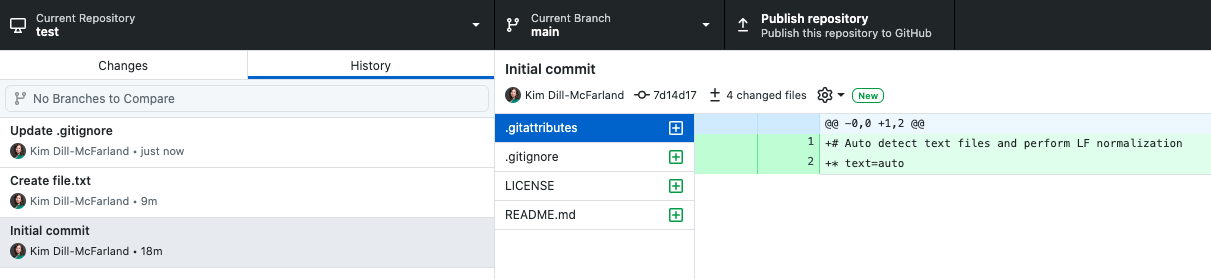 Current Repository
test
Current Branch
main
Publish repository
Publish this repository to GitHub
Changes
History
No Branches to Compare
Update .gitignore
Kim Dill-McFarland • just now
Create file.txt
Kim Dill-McFarland • 9m
Initial commit
Kim Dill-McFarland • 18m
Initial commit
Kim Dill-McFarland 7d14d17 ± 4 changed files New
.gitattributes
.gitignore
LICENSE
README.md
@@ -0,0 +1,2 @@
1 +# Auto detect text files and perform LF normalization
2 +* text=auto